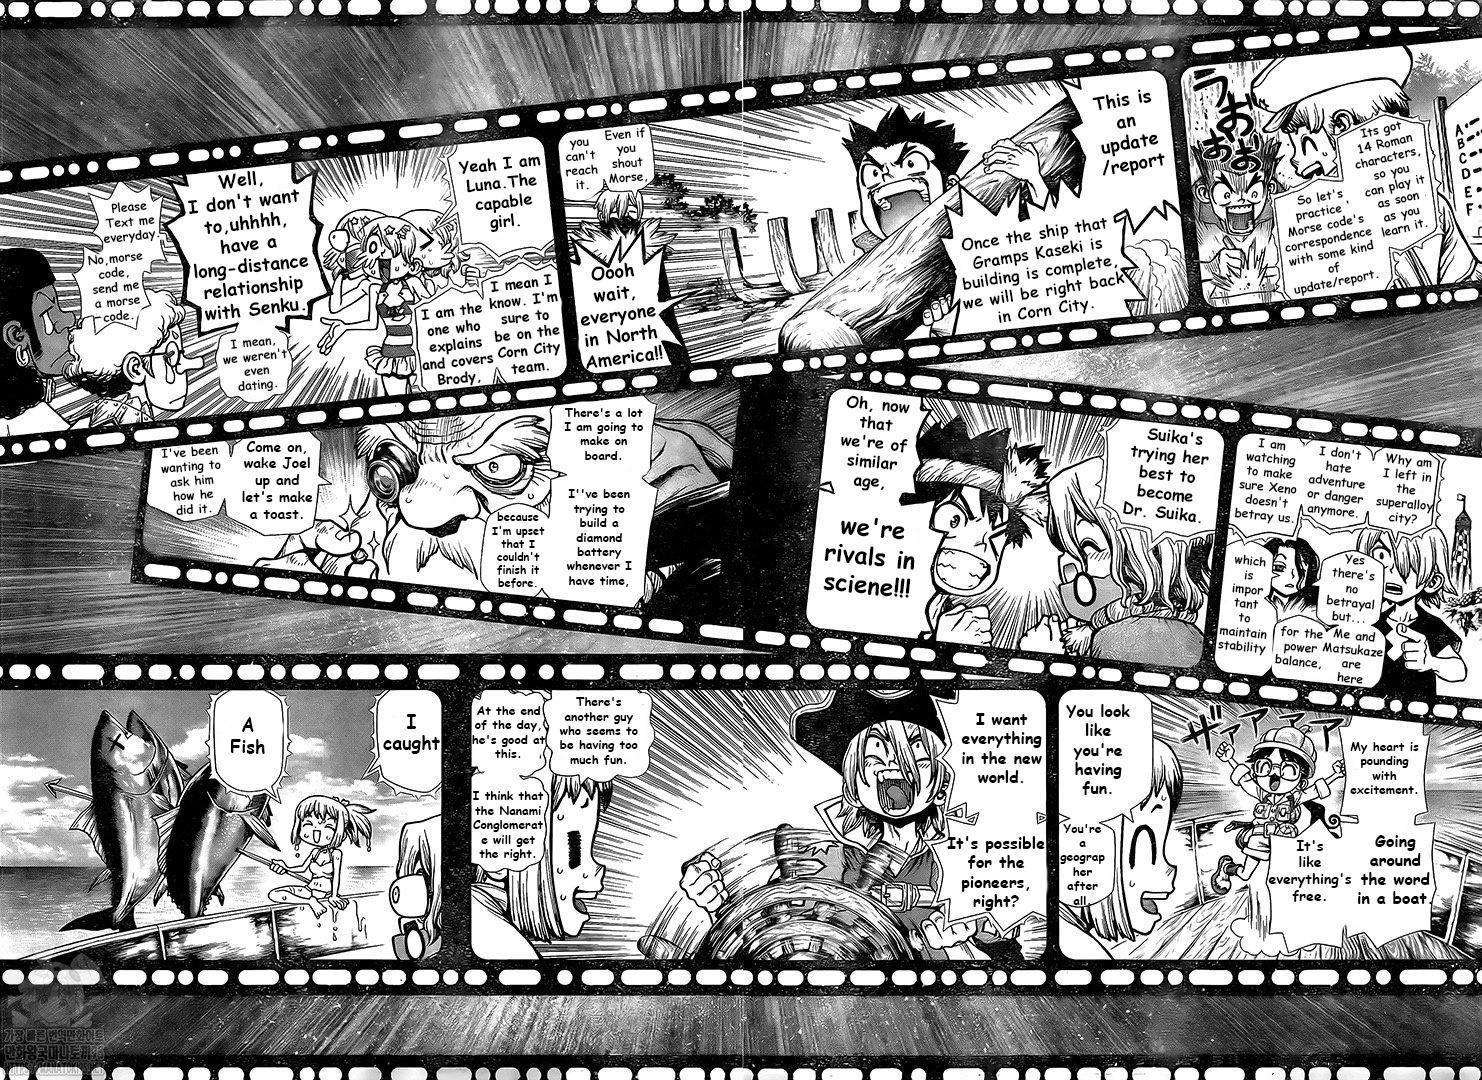 Its got
14 Roman
characters,
so you
can play it
as soon
as you
learn it.
So let's
practice,
Morse code's
correspondence
with some kind
of
update/report.
うおお
おおお
A
B
C
D
E
F
This is
an
update
/report
Once the ship that
Gramps Kaseki is
building is complete,
we will be right back
in Corn City.
Even if
you
shout
Morse,
you
can't
reach
it.
Oooh
wait,
everyone
in North
America!!
Yeah I am
Luna.The
capable
girl.
I mean I
know. I'm
sure to
be on the
Corn City
team.
I am the
one who
explains
and covers
Brody,
Well,
I don't want
to,uhhhh,
have a
long-distance
relationship
with Senku.
I mean,
we weren't
even
dating.
Please
Text me
everyday
No,morse
code,
send me
a morse
code.
Why am
I left in
the
superalloy
city?
I don't
hate
adventure
or danger
anymore.
I am
watching
to make
sure Xeno
doesn't
betray us.
Yes
there's
no
betrayal
but...
Me and
Matsukaze
are
here
for the
power
balance,
which
is
impor
tant
to
maintain
stability
Suika's
trying her
best to
become
Dr. Suika.
Oh, now
that
we're of
similar
age,
we're
rivals in
sciene!!!
There's a lot
I am going to
make on
board.
I''ve been
trying to
build a
diamond
battery
whenever I
have time,
because
I'm upset
that I
couldn't
finish it
before.
Come on,
wake Joel
up and
let's make
a toast.
I've been
wanting to
ask him
how he
did it.
My heart is
pounding
with
excitement.
ザァァァァ
Going
around
the word
in a boat.
It's
like
everything's
free.
You look
like
you're
having
fun.
You're
a
geograp
her after
all.
I want
everything
in the new
world.
It's possible
for the
pioneers,
right?
There's
another guy
who seems to
be having too
much fun.
At the end
of the day,
he's good at
this.
I think that
the Nanami
Conglomerat
e will get
the right.
I
caught
A
Fish